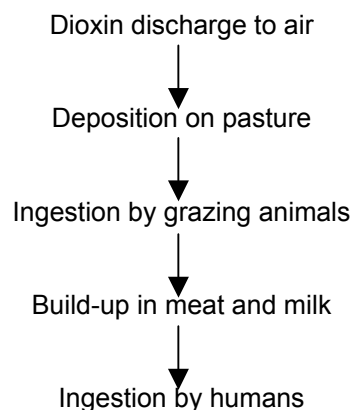 Dioxin discharge to air
Deposition on pasture
Ingestion by grazing animals
Build-up in meat and milk
Ingestion by humans